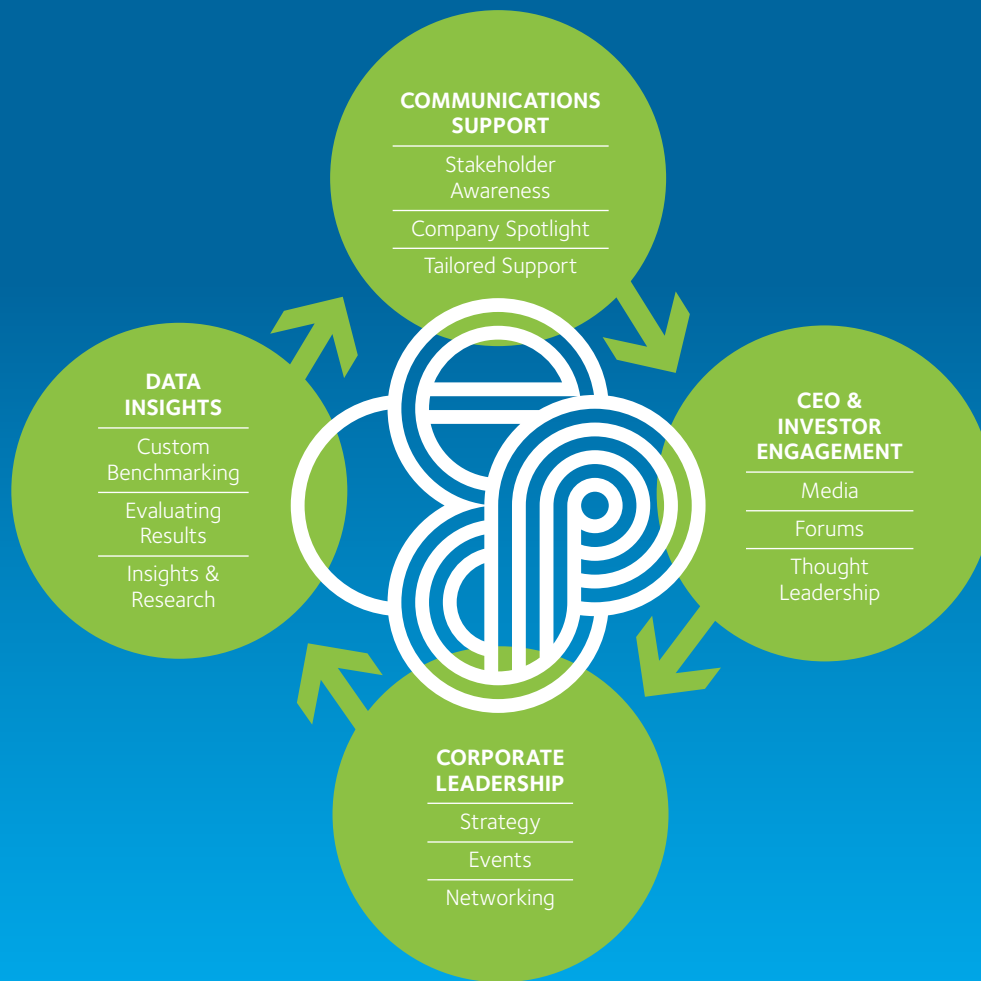 COMMUNICATIONS
SUPPORT
Stakeholder
Awareness
Company Spotlight
Tailored Support
DATA
INSIGHTS
Custom
Benchmarking
Evaluating
Results
Insights &
Research
CEO &
INVESTOR
ENGAGEMENT
Media
Forums
Thought
Leadership
CORPORATE
LEADERSHIP
Strategy
Events
Networking